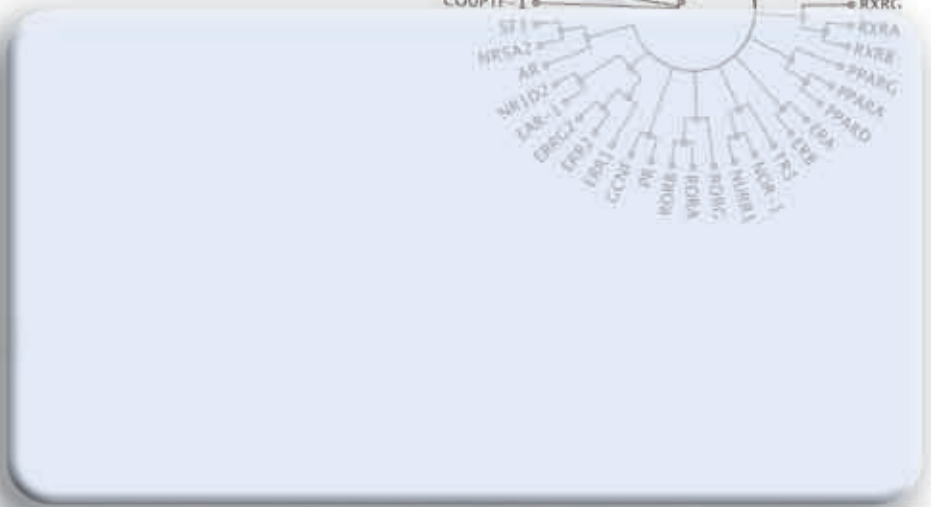 COUPTF-1
RXRG
SF1
RXRA
NR5A2
RXRB
AR
PPARG
NR1D2
PPARA
EAR-1
PPARD
ERRG2
ERA
ERR2
ERB
ERR1
TR2
GCNF
NOR-1
PR
NURR1
RORB
RORA
RORG